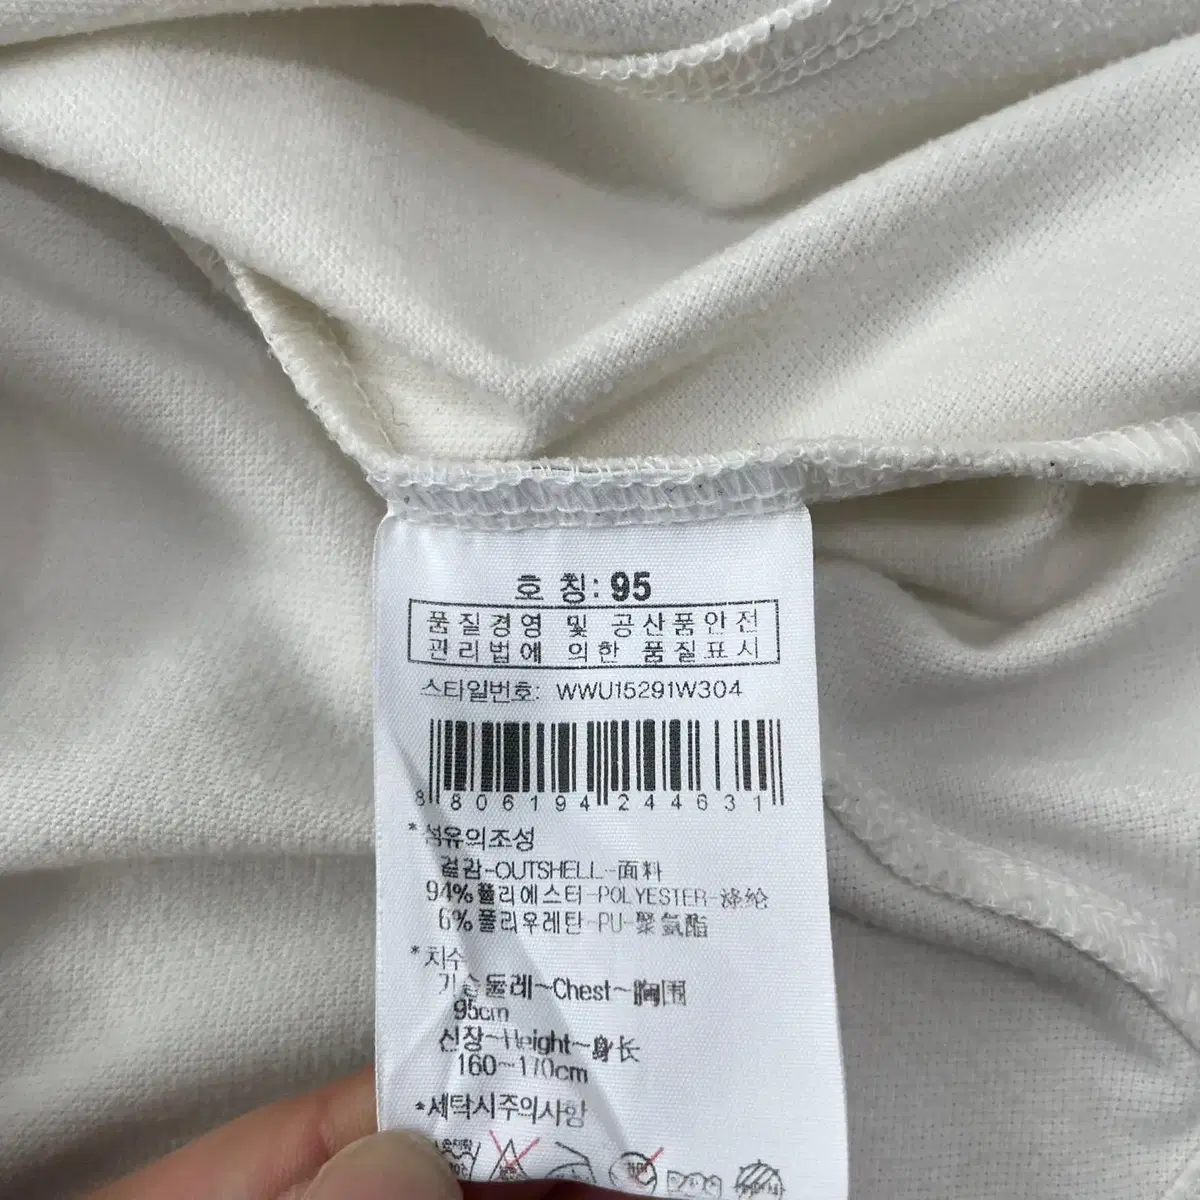 호 칭: 95
품질경영 및 공산품안전
관리법에 의한 품질표시
스타일번호: WWU15291W304
8 806194 244631
*섬유의조성
겉감-OUTSHELL-面料
94%폴리에스터-POLYESTER-涤纶
6%폴리우레탄-PU-聚氨酯
*치수
가슴둘레~Chest~胸围
95cm
신장~Height~身长
160~170cm
*세탁시주의사항